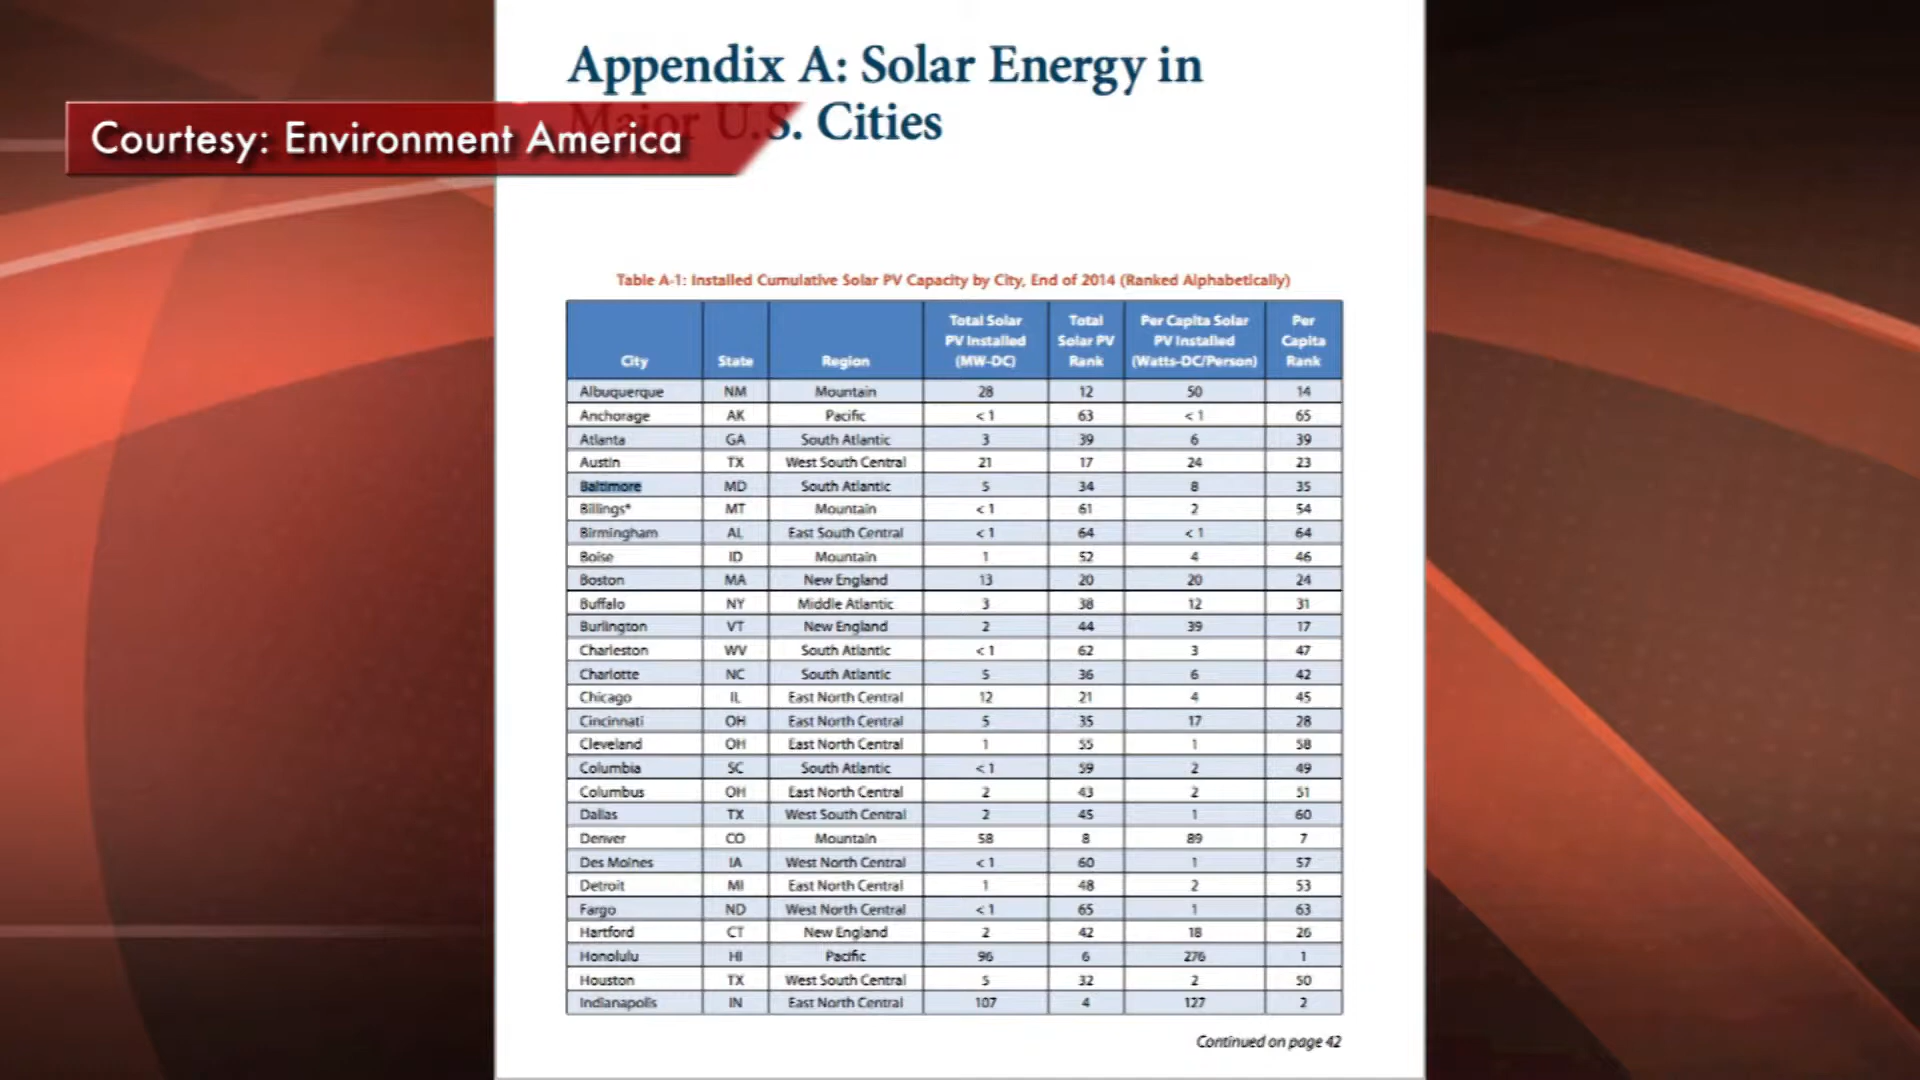 Appendix A: Solar Energy in
Major U.S. Cities
Courtesy: Environment America
Table A-1: Installed Cumulative Solar PV Capacity by City, End of 2014 (Ranked Alphabetically)
City State Region Total Solar PV Installed (MW-DC) Total Solar PV Rank Per Capita Solar PV Installed (Watts-DC/Person) Per Capita Rank
Albuquerque NM Mountain 28 12 50 14
Anchorage AK Pacific < 1 63 < 1 65
Atlanta GA South Atlantic 3 39 6 39
Austin TX West South Central 21 17 24 23
Baltimore MD South Atlantic 5 34 8 35
Billings* MT Mountain < 1 61 2 54
Birmingham AL East South Central < 1 64 < 1 64
Boise ID Mountain 1 52 4 46
Boston MA New England 13 20 20 24
Buffalo NY Middle Atlantic 3 38 12 31
Burlington VT New England 2 44 39 17
Charleston WV South Atlantic < 1 62 3 47
Charlotte NC South Atlantic 5 36 6 42
Chicago IL East North Central 12 21 4 45
Cincinnati OH East North Central 5 35 17 28
Cleveland OH East North Central 1 55 1 58
Columbia SC South Atlantic < 1 59 2 49
Columbus OH East North Central 2 43 2 51
Dallas TX West South Central 2 45 1 60
Denver CO Mountain 58 8 89 7
Des Moines IA West North Central < 1 60 1 57
Detroit MI East North Central 1 48 2 53
Fargo ND West North Central < 1 65 1 63
Hartford CT New England 2 42 18 26
Honolulu HI Pacific 96 6 276 1
Houston TX West South Central 5 32 2 50
Indianapolis IN East North Central 107 4 127 2
Continued on page 42